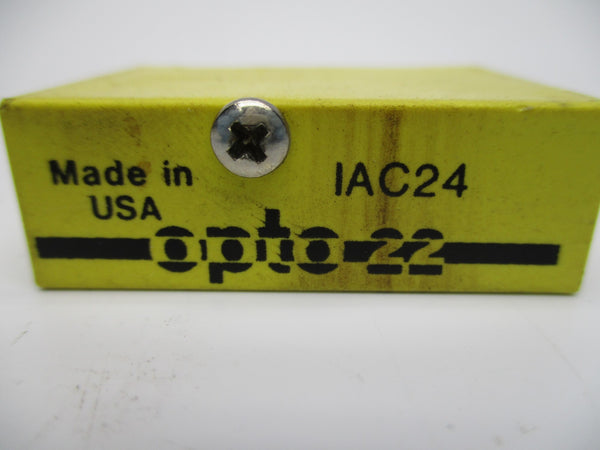 Made in
USA
IAC24
opto 22